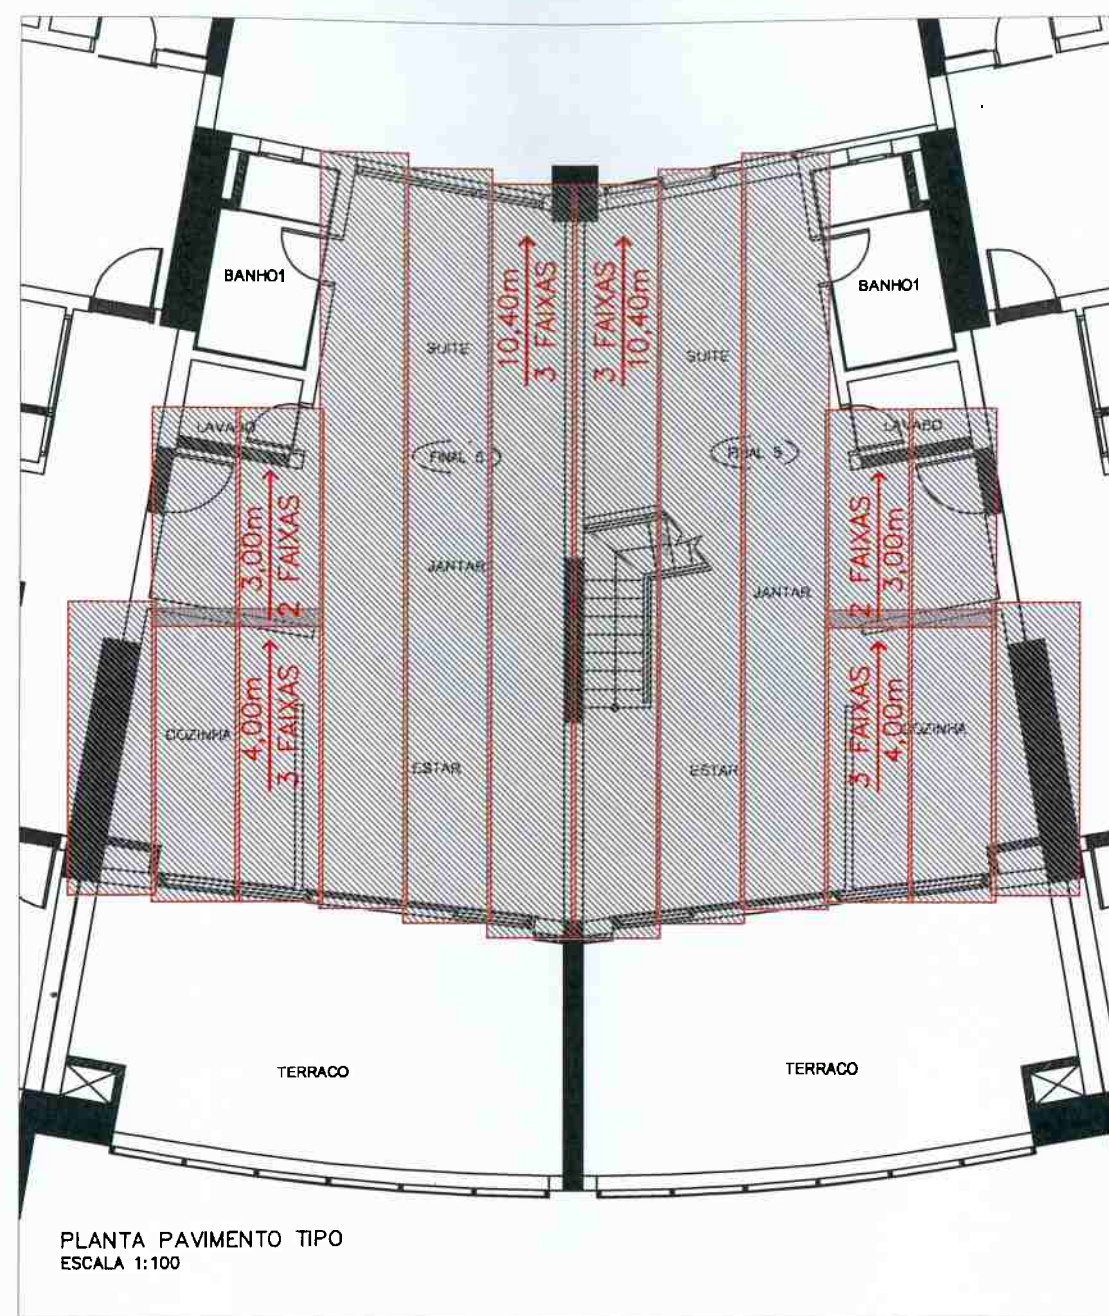 BANHO1
BANHO1
10,40m
3 FAIXAS
3 FAIXAS
10,40m
SUITE
SUITE
LAVABO
LAVABO
FINAL 6
FINAL 5
3,00m
2 FAIXAS
2 FAIXAS
3,00m
JANTAR
JANTAR
4,00m
3 FAIXAS
3 FAIXAS
4,00m
COZINHA
COZINHA
ESTAR
ESTAR
TERRACO
TERRACO
PLANTA PAVIMENTO TIPO
ESCALA 1:100